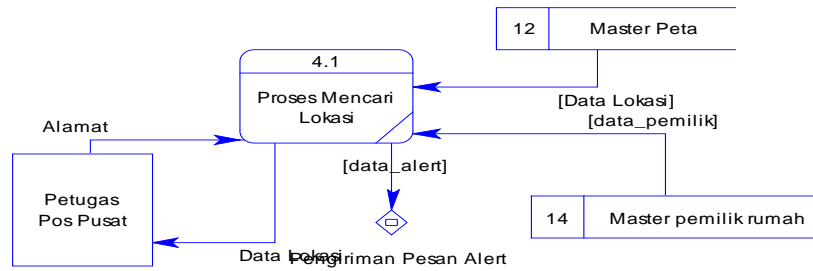 12 Master Peta
4.1
Proses Mencari
Lokasi
[Data Lokasi]
[data_pemilik]
Alamat
[data_alert]
Petugas
Pos Pusat
14 Master pemilik rumah
Data Lokasi
Pengiriman Pesan Alert